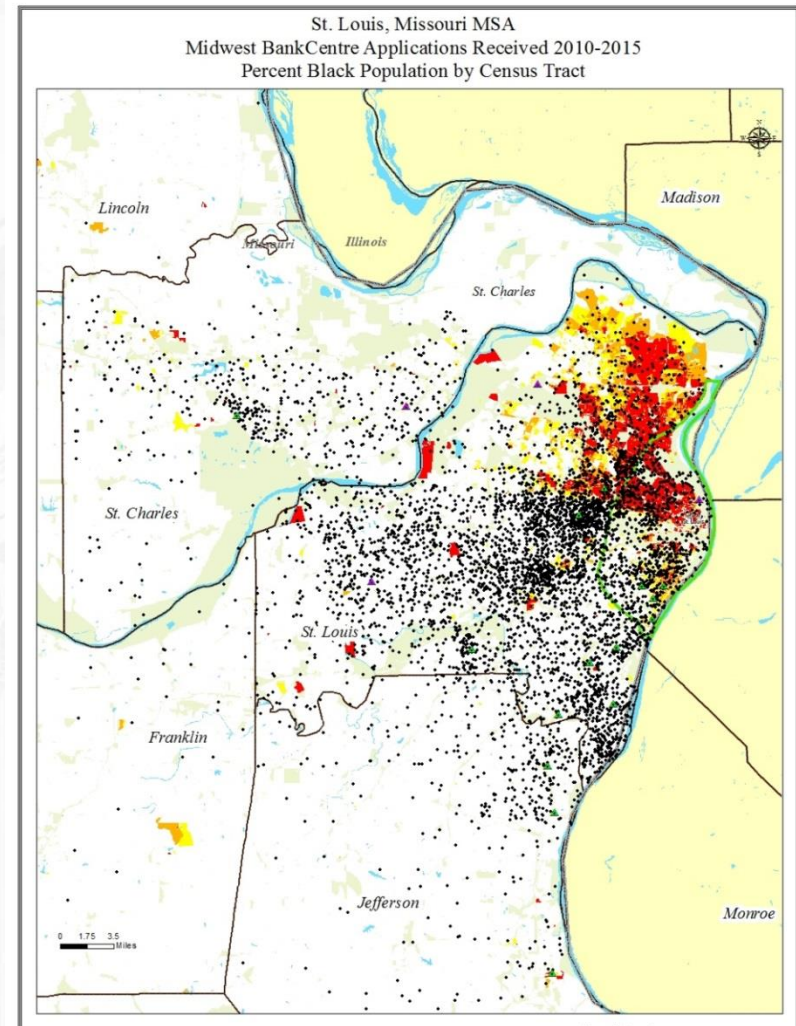 St. Louis, Missouri MSA
Midwest BankCentre Applications Received 2010-2015
Percent Black Population by Census Tract
Lincoln
Missouri
Illinois
Madison
St. Charles
St. Charles
St. Louis
Franklin
Jefferson
Monroe
0 1.75 3.5
Miles